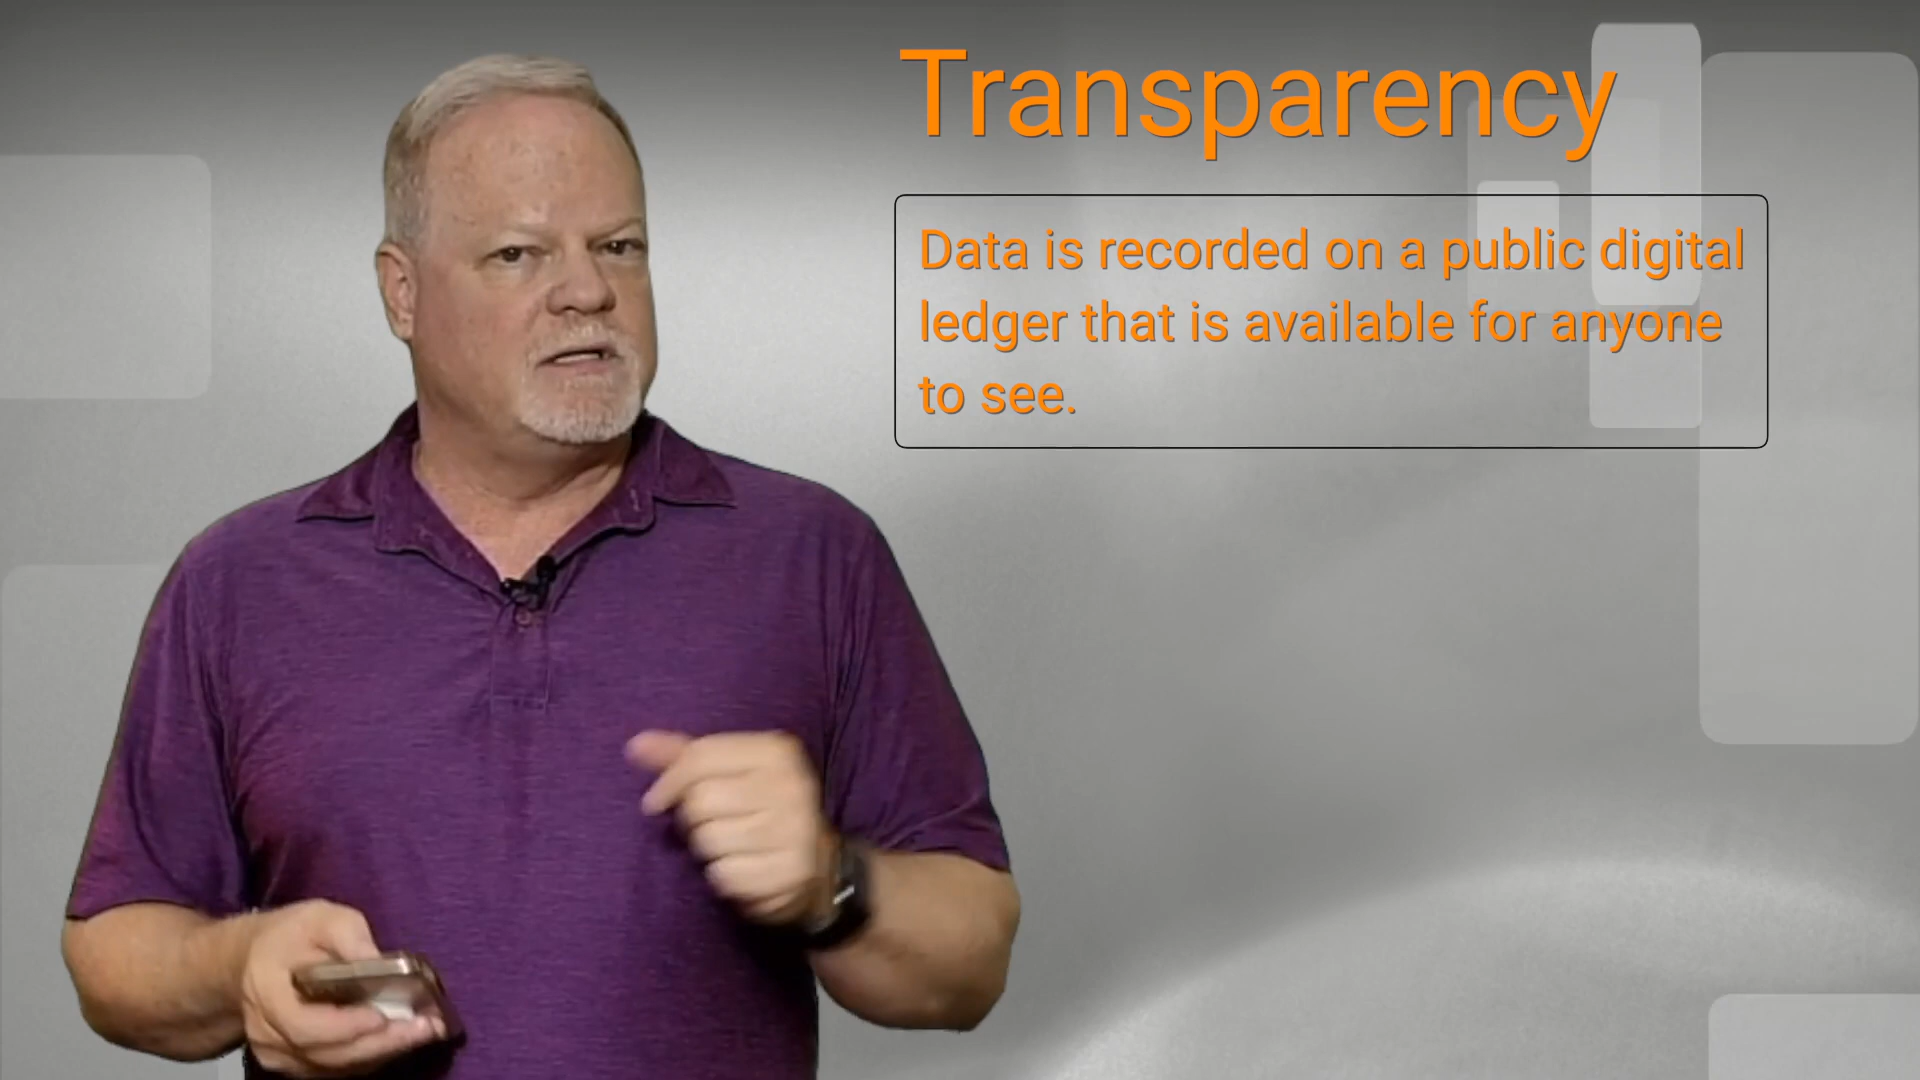 Transparency
Data is recorded on a public digital
ledger that is available for anyone
to see.